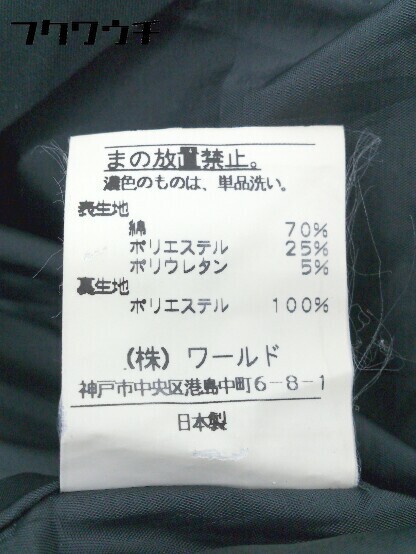 フクワウチ
まの放置禁止。
濃色のものは、単品洗い。
表生地
綿 70%
ポリエステル 25%
ポリウレタン 5%
裏生地
ポリエステル 100%
(株) ワールド
神戸市中央区港島中町6-8-1
日本製